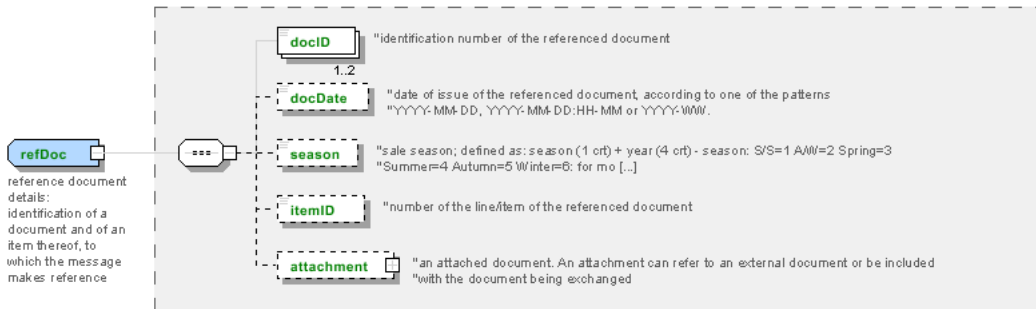 docID
"identification number of the referenced document
1..2
docDate
"date of issue of the referenced document, according to one of the patterns
"YYYY-MM-DD, YYYY-MM-DD:HH-MM or YYYY-WW.
refDoc
season
"sale season; defined as: season (1 crt) + year (4 crt) - season: S/S=1 A/W=2 Spring=3
"Summer=4 Autumn=5 Winter=6: for mo [...]
reference document
details:
identification of a
document and of an
item thereof, to
which the message
makes reference
itemID
"number of the line/item of the referenced document
attachment
"an attached document. An attachment can refer to an external document or be included
"with the document being exchanged